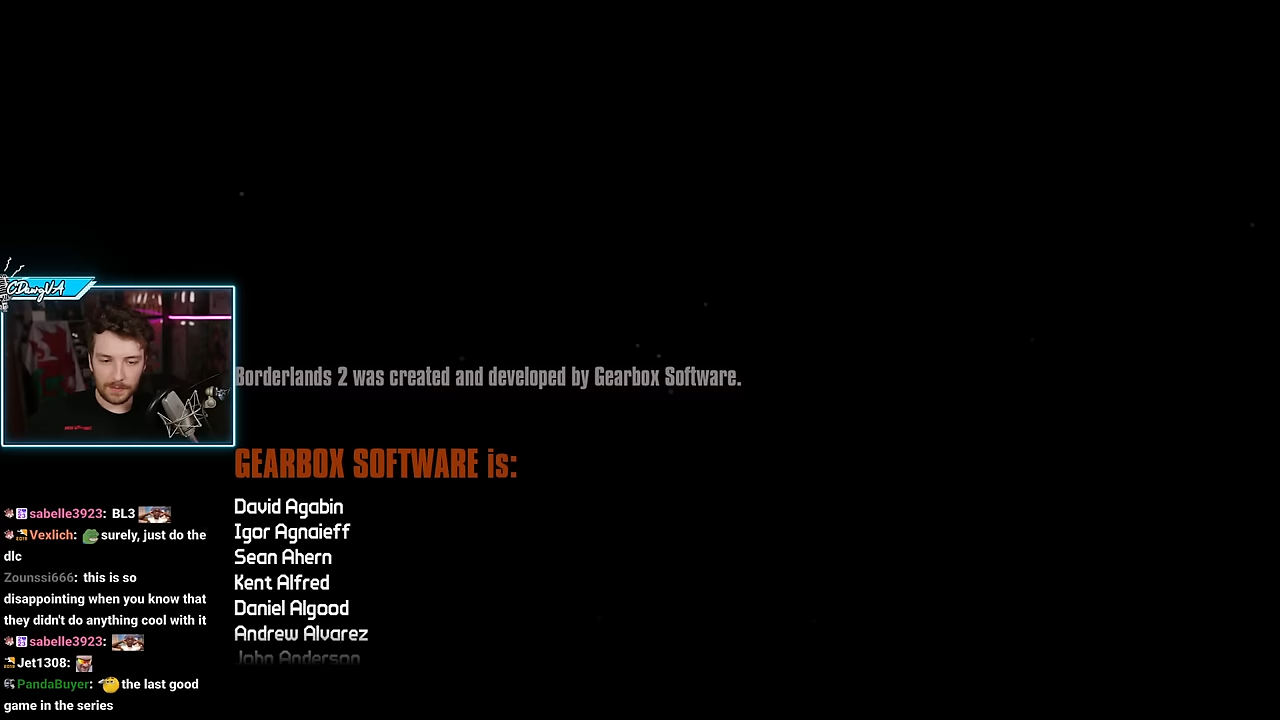 CDawgVA
Borderlands 2 was created and developed by Gearbox Software.
GEARBOX SOFTWARE is:
David Agabin
Igor Agnaieff
Sean Ahern
Kent Alfred
Daniel Algood
Andrew Alvarez
John Anderson
sabelle3923: BL3
Vexlich: surely, just do the
dlc
Zounssi666: this is so
disappointing when you know that
they didn't do anything cool with it
sabelle3923:
Jet1308:
PandaBuyer: the last good
game in the series